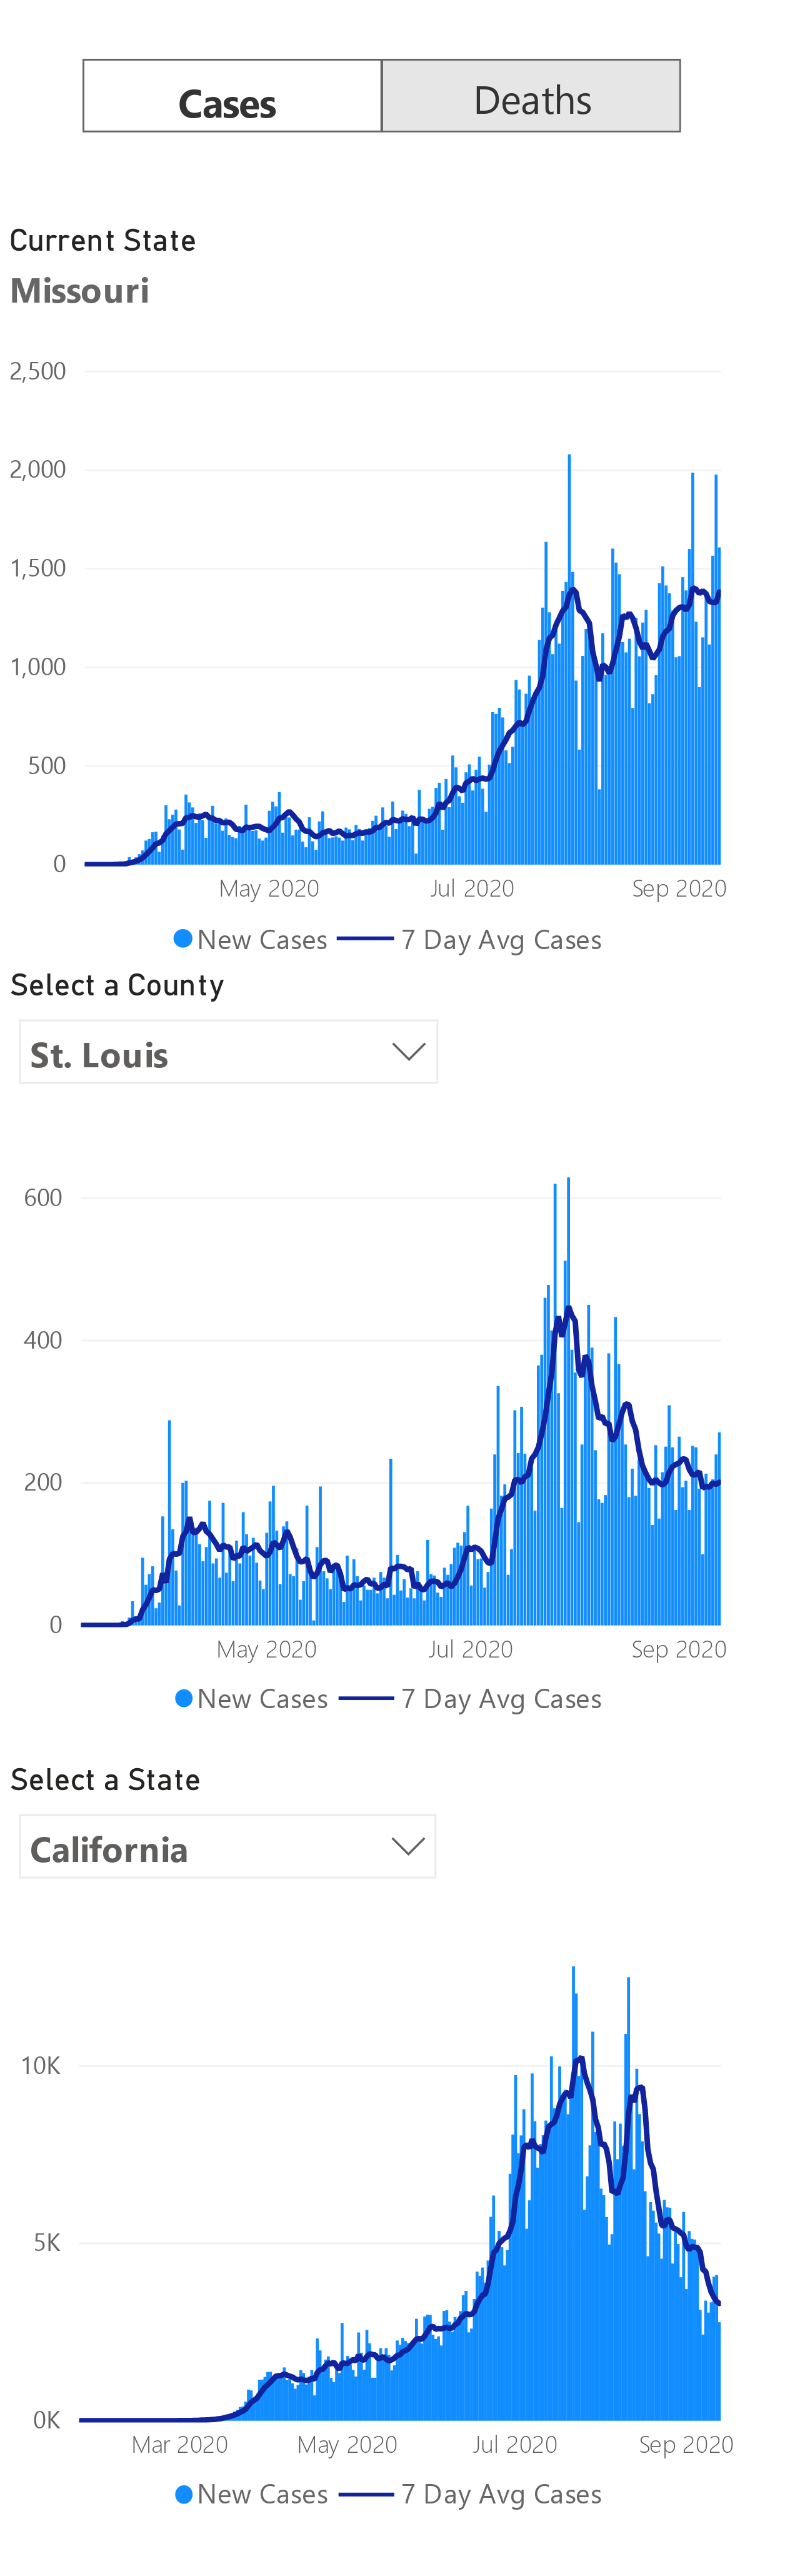 Cases Deaths
Current State
Missouri
2,500
2,000
1,500
1,000
500
0
May 2020 Jul 2020 Sep 2020
New Cases 7 Day Avg Cases
Select a County
St. Louis
600
400
200
0
May 2020 Jul 2020 Sep 2020
New Cases 7 Day Avg Cases
Select a State
California
10K
5K
0K
Mar 2020 May 2020 Jul 2020 Sep 2020
New Cases 7 Day Avg Cases